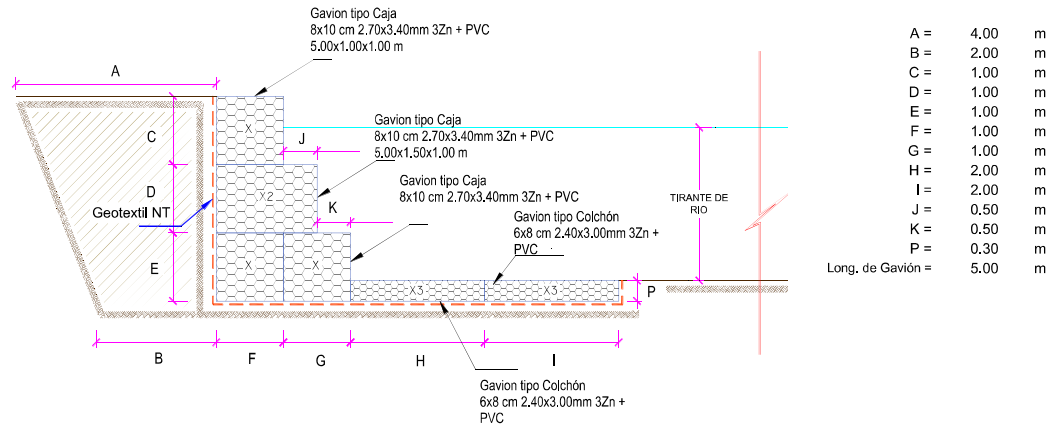 Gavion tipo Caja
8x10 cm 2.70x3.40mm 3Zn + PVC
5.00x1.00x1.00 m
A
C
X
J
Gavion tipo Caja
8x10 cm 2.70x3.40mm 3Zn + PVC
5.00x1.50x1.00 m
D
X2
K
Gavion tipo Caja
8x10 cm 2.70x3.40mm 3Zn + PVC
Geotextil NT
Gavion tipo Colchón
6x8 cm 2.40x3.00mm 3Zn +
PVC
TIRANTE DE
RIO
E
X
X
X3
X3
P
B
F
G
H
I
Gavion tipo Colchón
6x8 cm 2.40x3.00mm 3Zn +
PVC
A = 4.00 m
B = 2.00 m
C = 1.00 m
D = 1.00 m
E = 1.00 m
F = 1.00 m
G = 1.00 m
H = 2.00 m
I = 2.00 m
J = 0.50 m
K = 0.50 m
P = 0.30 m
Long. de Gavión = 5.00 m